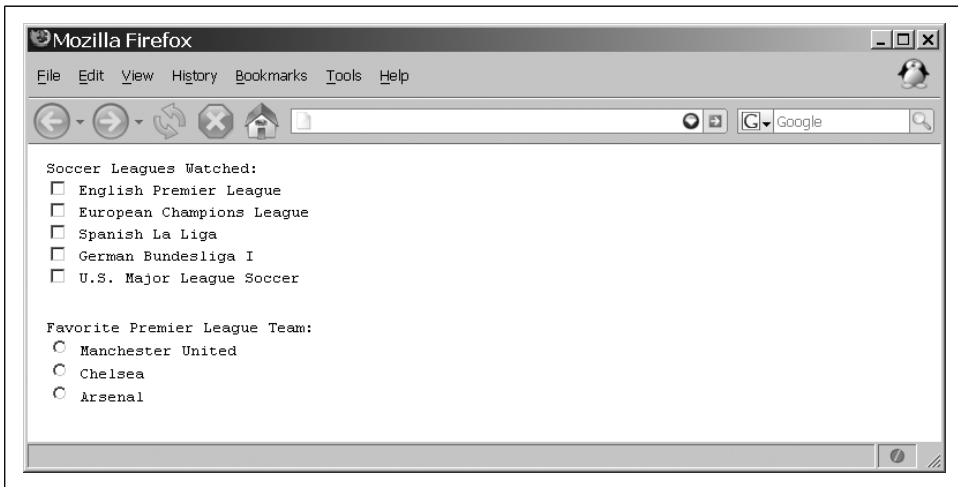 Mozilla Firefox
File Edit View History Bookmarks Tools Help
G Google
Soccer Leagues Watched:
English Premier League
European Champions League
Spanish La Liga
German Bundesliga I
U.S. Major League Soccer
Favorite Premier League Team:
Manchester United
Chelsea
Arsenal